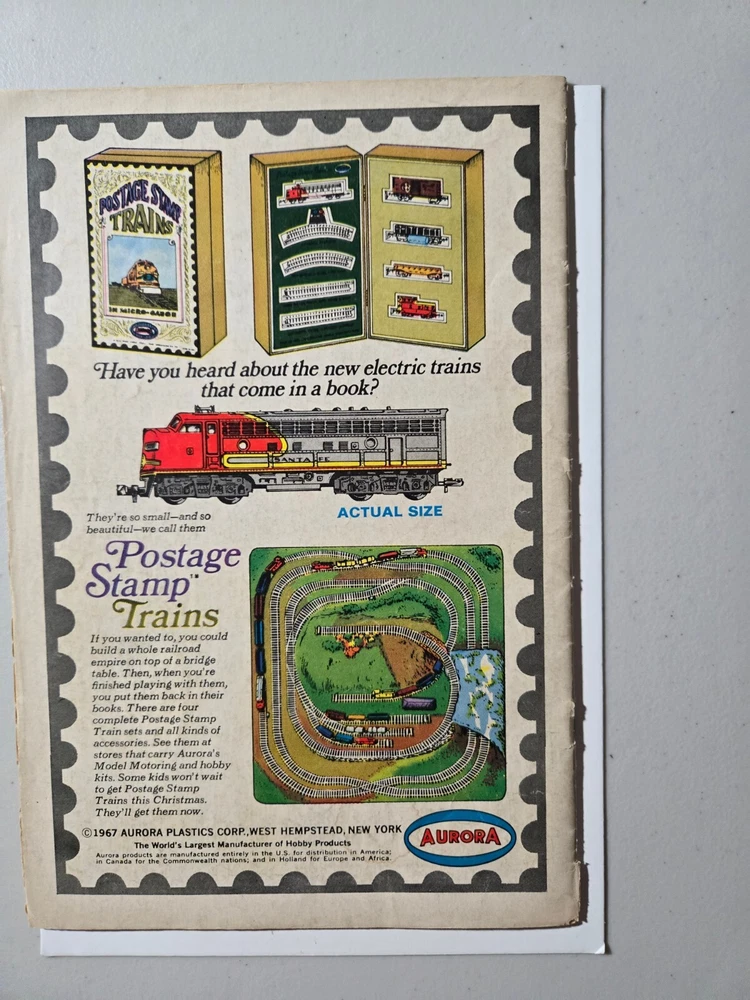 POSTAGE STAMP
TRAINS
IN MICRO-GAUGE
Have you heard about the new electric trains
that come in a book?
SANTA FE
ACTUAL SIZE
They're so small—and so
beautiful—we call them
Postage
Stamp™
Trains
If you wanted to, you could
build a whole railroad
empire on top of a bridge
table. Then, when you're
finished playing with them,
you put them back in their
books. There are four
complete Postage Stamp
Train sets and all kinds of
accessories. See them at
stores that carry Aurora's
Model Motoring and hobby
kits. Some kids won't wait
to get Postage Stamp
Trains this Christmas.
They'll get them now.
©1967 AURORA PLASTICS CORP., WEST HEMPSTEAD, NEW YORK
The World's Largest Manufacturer of Hobby Products
Aurora products are manufactured entirely in the U.S. for distribution in America;
in Canada for the Commonwealth nations; and in Holland for Europe and Africa.
AURORA